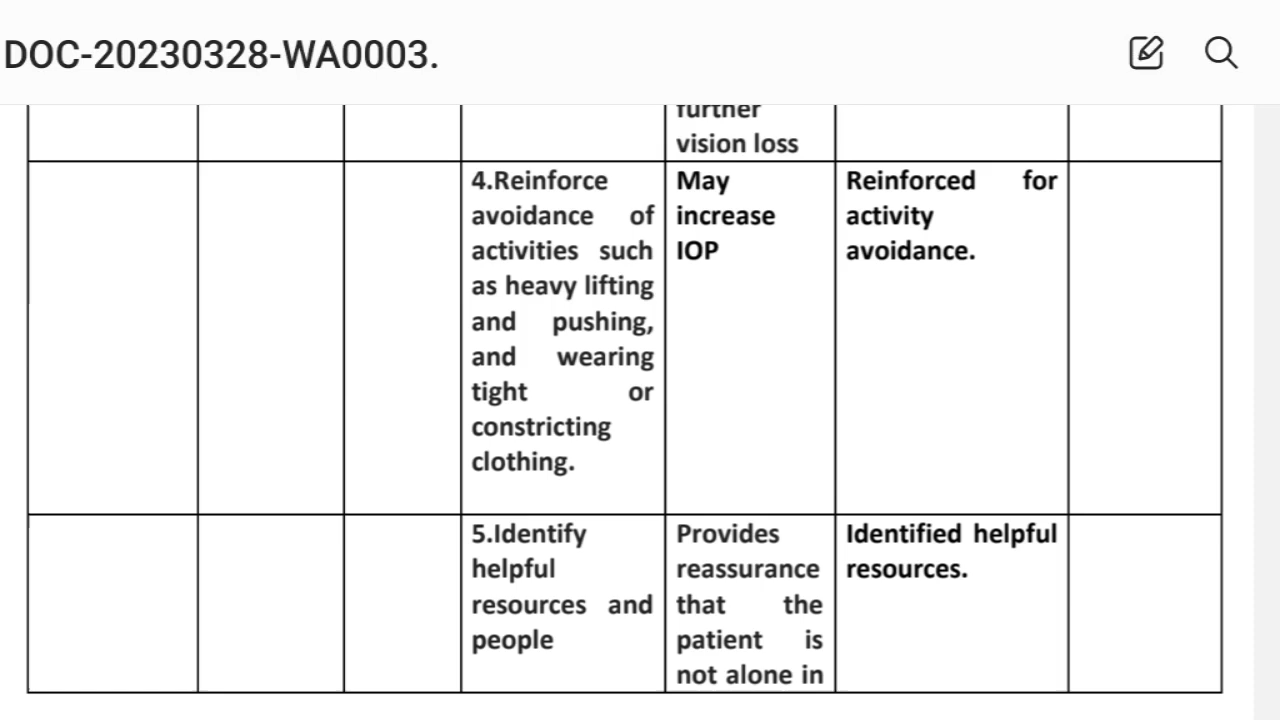 DOC-20230328-WA0003.
further
vision loss
4.Reinforce
avoidance of
activities such
as heavy lifting
and pushing,
and wearing
tight or
constricting
clothing.
May
increase
IOP
Reinforced for
activity
avoidance.
5.Identify
helpful
resources and
people
Provides
reassurance
that the
patient is
not alone in
Identified helpful
resources.